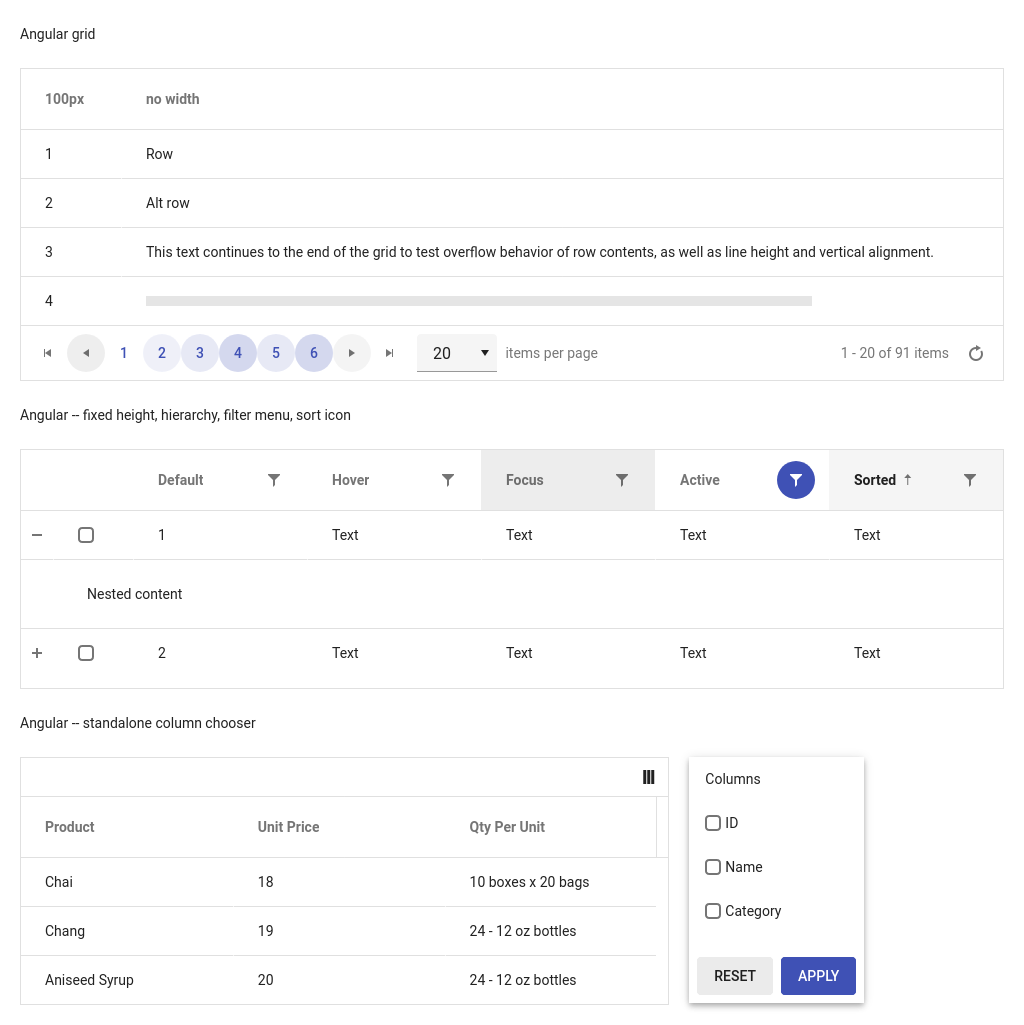 Angular grid
100px no width
1 Row
2 Alt row
3 This text continues to the end of the grid to test overflow behavior of row contents, as well as line height and vertical alignment.
4
1 2 3 4 5 6 20 items per page 1 - 20 of 91 items
Angular -- fixed height, hierarchy, filter menu, sort icon
Default Hover Focus Active Sorted
1 Text Text Text Text
Nested content
2 Text Text Text Text
Angular -- standalone column chooser
Product Unit Price Qty Per Unit
Chai 18 10 boxes x 20 bags
Chang 19 24 - 12 oz bottles
Aniseed Syrup 20 24 - 12 oz bottles
Columns
ID
Name
Category
RESET APPLY